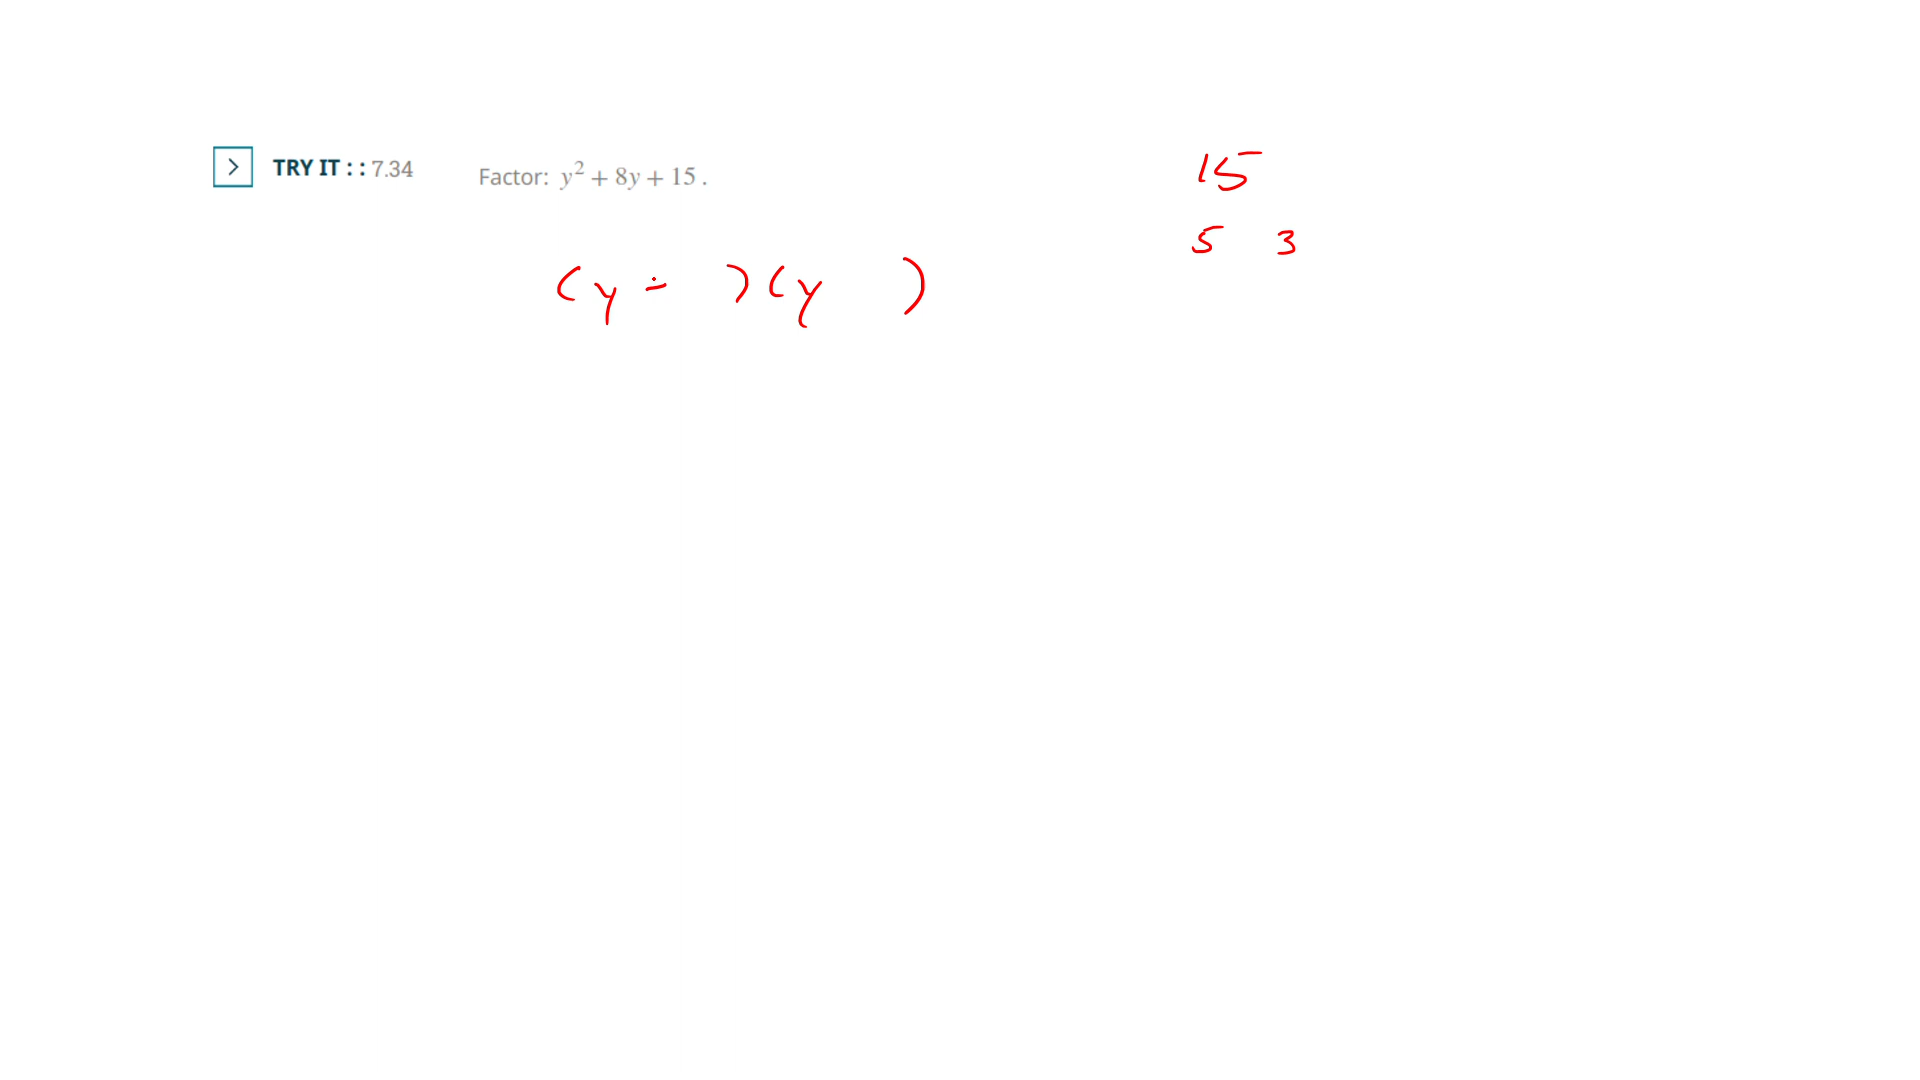 > TRY IT : : 7.34 Factor: y² + 8y + 15 .
15
5 3
(y - )(y )